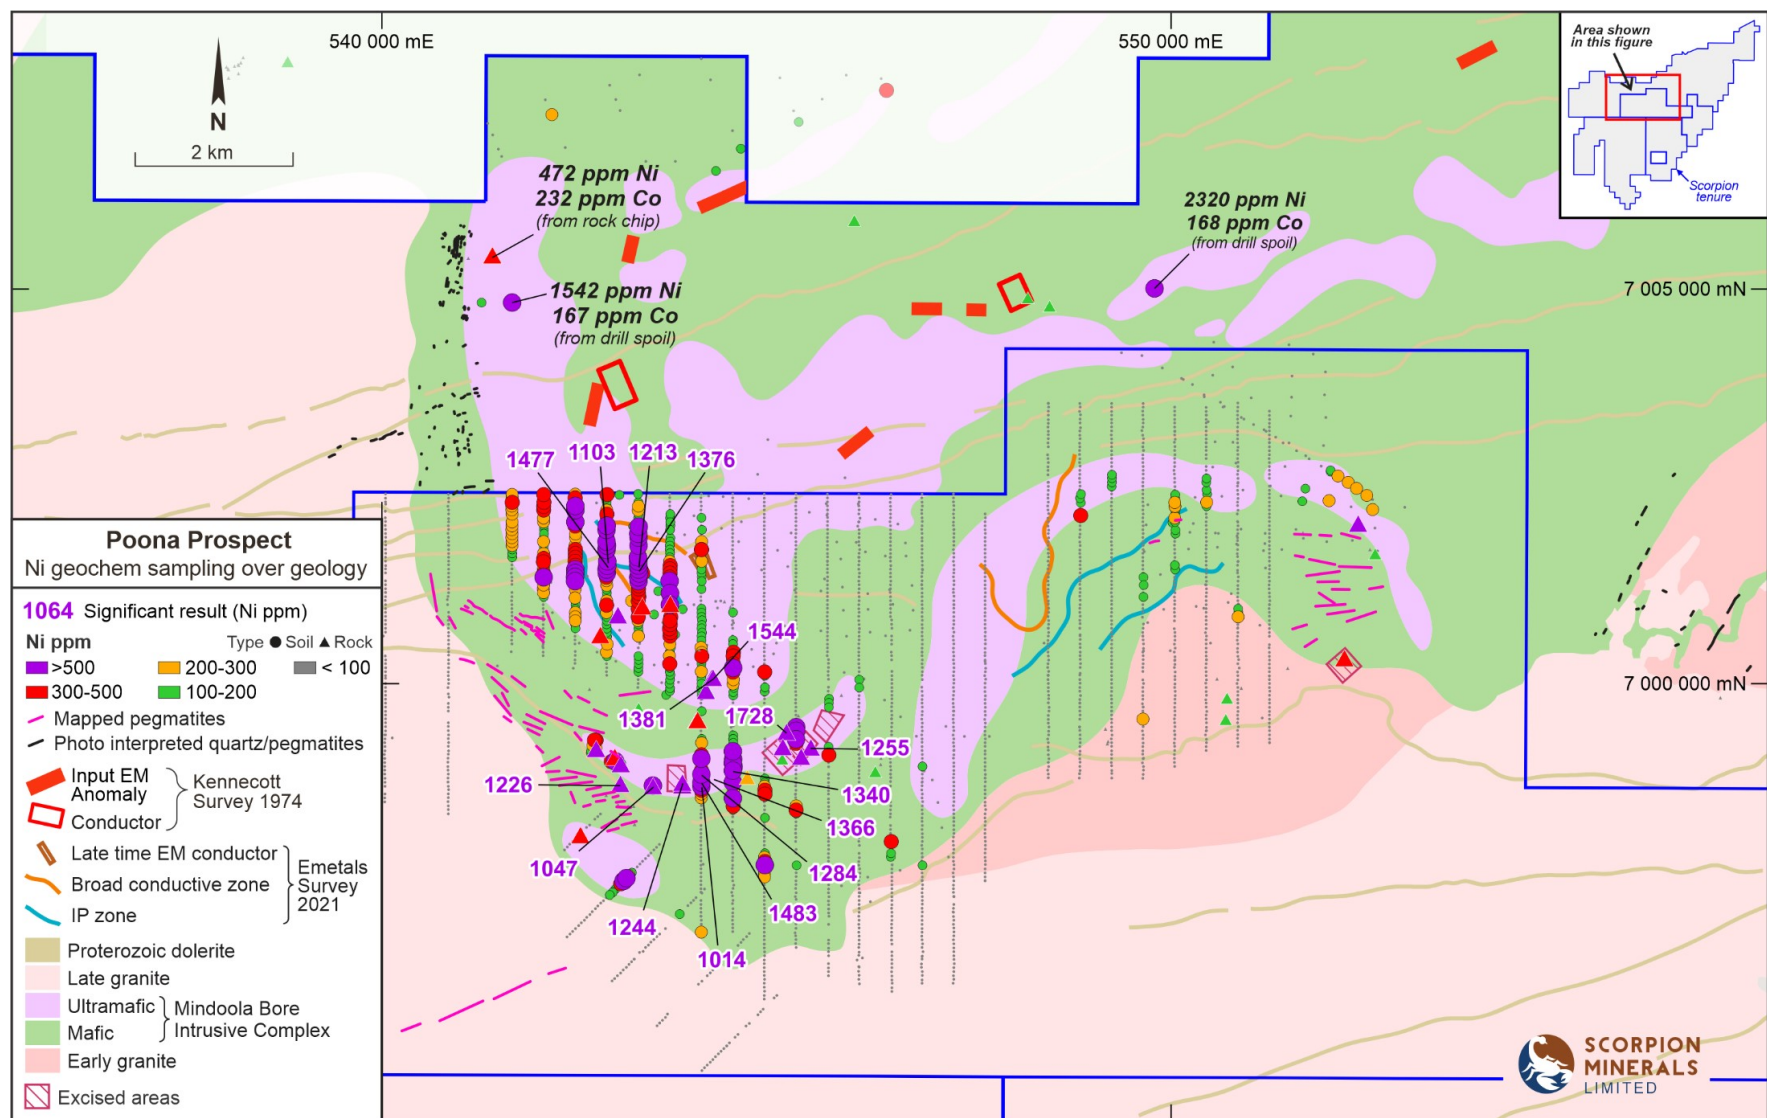 540 000 mE
550 000 mE
Area shown
in this figure
Scorpion
tenure
N
2 km
472 ppm Ni
232 ppm Co
(from rock chip)
2320 ppm Ni
168 ppm Co
(from drill spoil)
1542 ppm Ni
167 ppm Co
(from drill spoil)
7 005 000 mN
1477
1103
1213
1376
1544
1381
1728
1255
7 000 000 mN
1226
1340
1366
1047
1284
1244
1483
1014
Poona Prospect
Ni geochem sampling over geology
1064 Significant result (Ni ppm)
Ni ppm
Type Soil Rock
>500
200-300
< 100
300-500
100-200
Mapped pegmatites
Photo interpreted quartz/pegmatites
Input EM
Anomaly
Conductor
Kennecott
Survey 1974
Late time EM conductor
Broad conductive zone
IP zone
Emetals
Survey
2021
Proterozoic dolerite
Late granite
Ultramafic
Mafic
Mindoola Bore
Intrusive Complex
Early granite
Excised areas
SCORPION
MINERALS
LIMITED